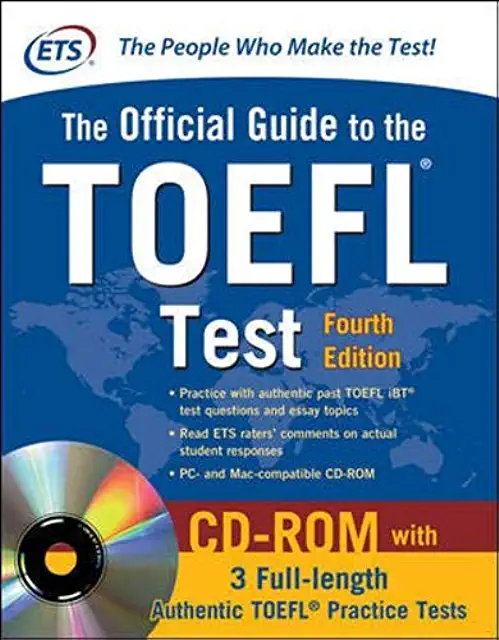 ETS®
The People Who Make the Test!
The Official Guide to the
TOEFL®
Test
Fourth
Edition
• Practice with authentic past TOEFL iBT®
test questions and essay topics
• Read ETS raters' comments on actual
student responses
• PC- and Mac-compatible CD-ROM
CD-ROM with
3 Full-length
Authentic TOEFL® Practice Tests